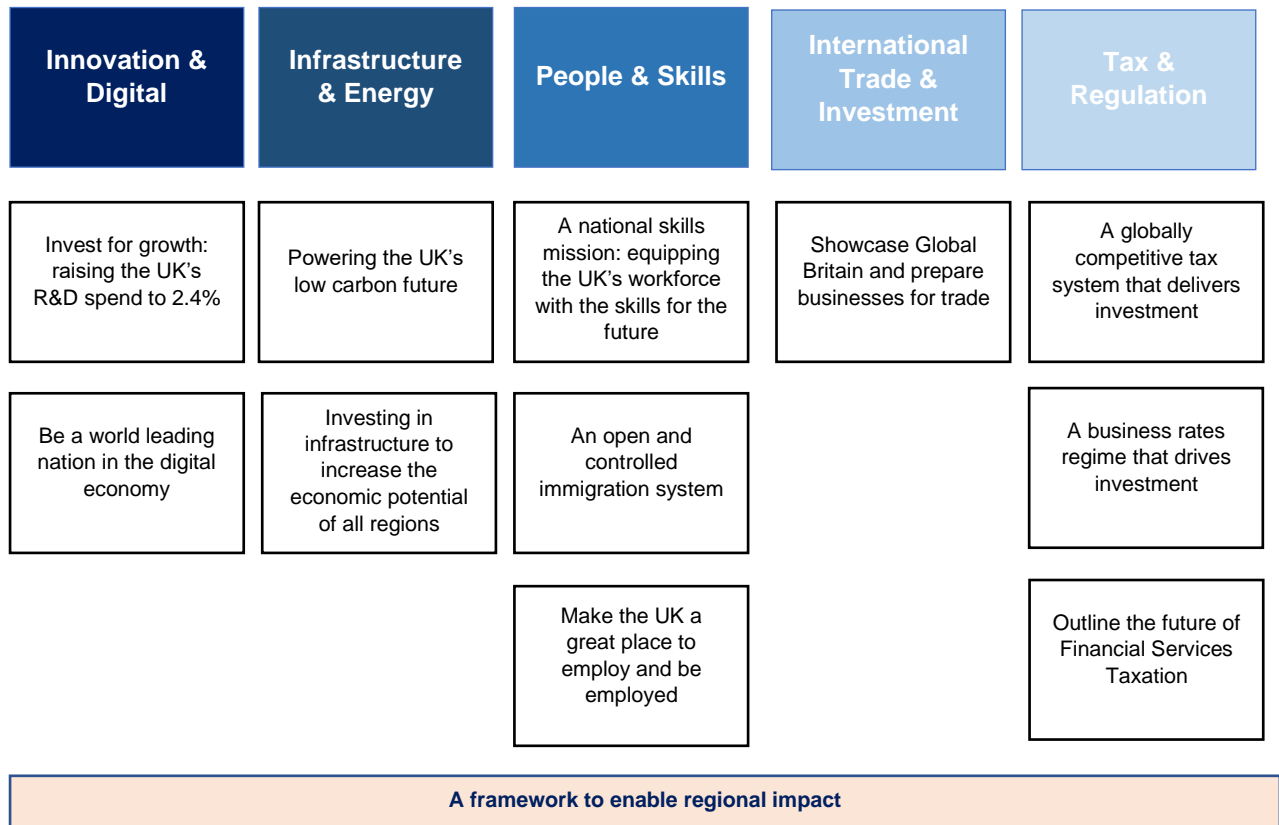 Innovation &
Digital
Infrastructure
& Energy
People & Skills
International
Trade &
Investment
Tax &
Regulation
Invest for growth:
raising the UK's
R&D spend to 2.4%
Powering the UK's
low carbon future
A national skills
mission: equipping
the UK's workforce
with the skills for the
future
Showcase Global
Britain and prepare
businesses for trade
A globally
competitive tax
system that delivers
investment
Be a world leading
nation in the digital
economy
Investing in
infrastructure to
increase the
economic potential
of all regions
An open and
controlled
immigration system
A business rates
regime that drives
investment
Make the UK a
great place to
employ and be
employed
Outline the future of
Financial Services
Taxation
A framework to enable regional impact